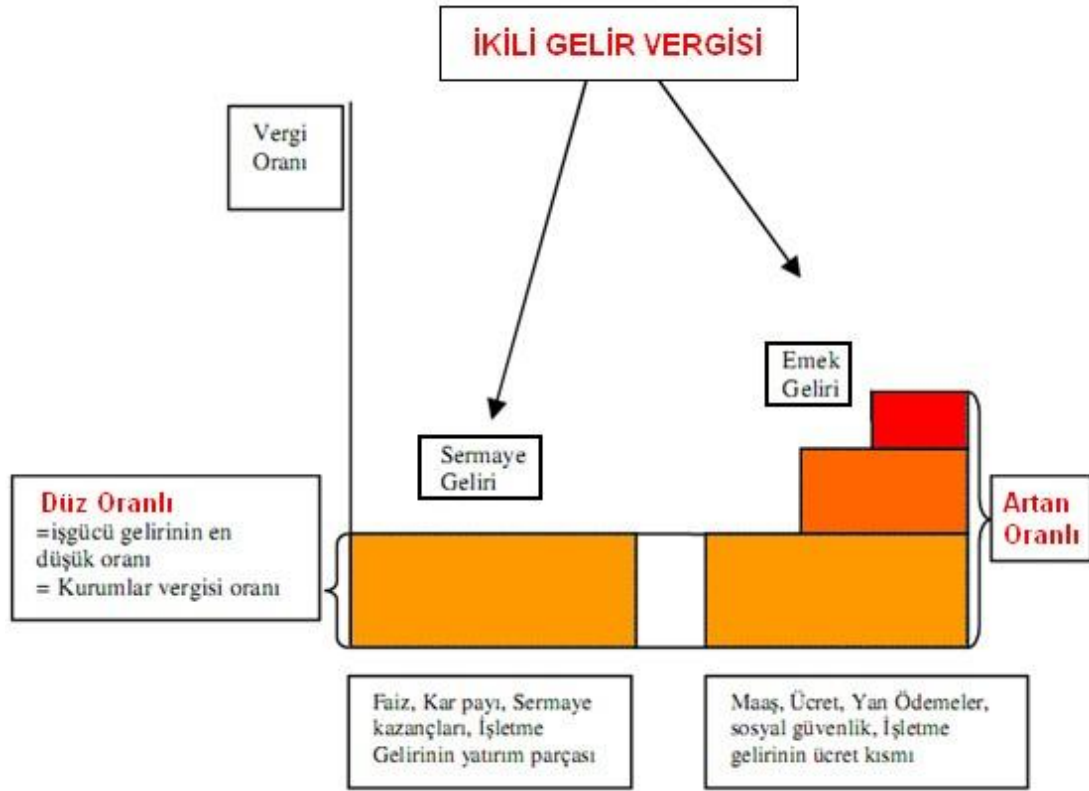 İKİLİ GELİR VERGİSİ
Vergi
Oranı
Emek
Geliri
Sermaye
Geliri
Düz Oranlı
=işgücü gelirinin en
düşük oranı
= Kurumlar vergisi oranı
Artan
Oranlı
Faiz, Kar payı, Sermaye
kazançları, İşletme
Gelirinin yatırım parçası
Maaş, Ücret, Yan Ödemeler,
sosyal güvenlik, İşletme
gelirinin ücret kısmı